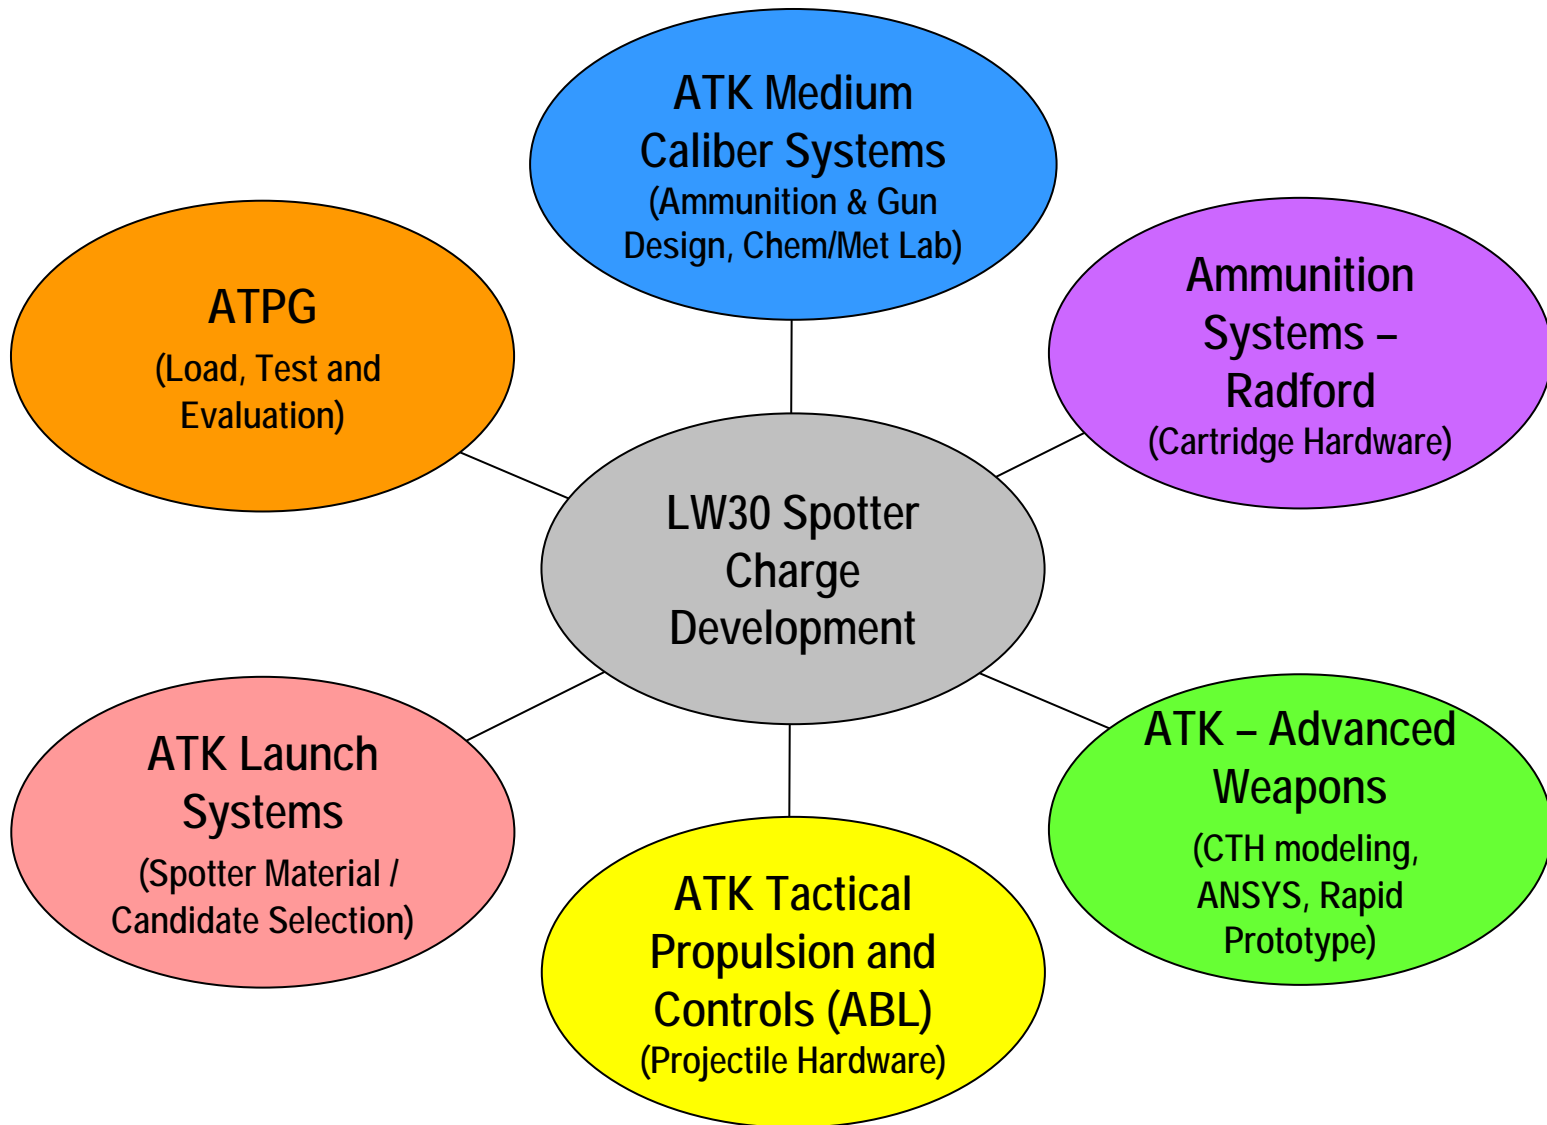 ATK Medium
Caliber Systems
(Ammunition & Gun
Design, Chem/Met Lab)
ATPG
(Load, Test and
Evaluation)
Ammunition
Systems –
Radford
(Cartridge Hardware)
LW30 Spotter
Charge
Development
ATK Launch
Systems
(Spotter Material /
Candidate Selection)
ATK Tactical
Propulsion and
Controls (ABL)
(Projectile Hardware)
ATK – Advanced
Weapons
(CTH modeling,
ANSYS, Rapid
Prototype)